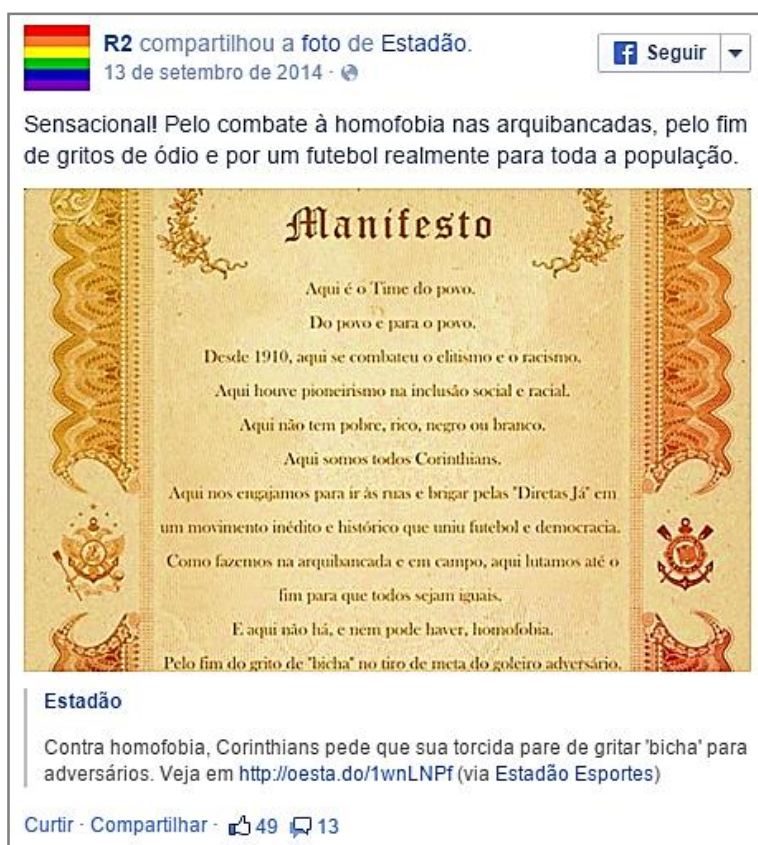 R2 compartilhou a foto de Estadão.
13 de setembro de 2014 ·
Seguir
Sensacional! Pelo combate à homofobia nas arquibancadas, pelo fim
de gritos de ódio e por um futebol realmente para toda a população.
Manifesto
Aqui é o Time do povo.
Do povo e para o povo.
Desde 1910, aqui se combateu o elitismo e o racismo.
Aqui houve pioneirismo na inclusão social e racial.
Aqui não tem pobre, rico, negro ou branco.
Aqui somos todos Corinthians.
Aqui nos engajamos para ir às ruas e brigar pelas "Diretas Já" em
um movimento inédito e histórico que uniu futebol e democracia.
Como fazemos na arquibancada e em campo, aqui lutamos até o
fim para que todos sejam iguais.
E aqui não há, e nem pode haver, homofobia.
Pelo fim do grito de "bicha" no tiro de meta do goleiro adversário.
Estadão
Contra homofobia, Corinthians pede que sua torcida pare de gritar 'bicha' para
adversários. Veja em http://oesta.do/1wnLNPf (via Estadão Esportes)
Curtir · Compartilhar · 49 13